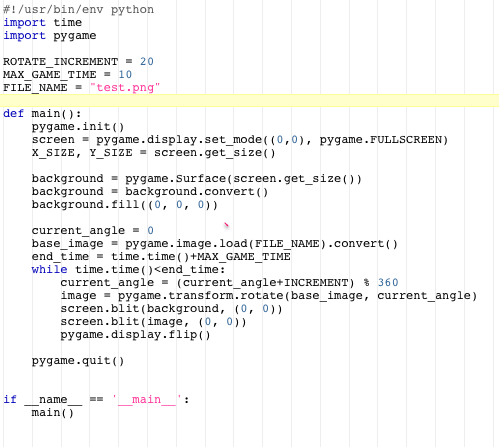 #!/usr/bin/env python
import time
import pygame

ROTATE_INCREMENT = 20
MAX_GAME_TIME = 10
FILE_NAME = "test.png"

def main():
    pygame.init()
    screen = pygame.display.set_mode((0,0), pygame.FULLSCREEN)
    X_SIZE, Y_SIZE = screen.get_size()

    background = pygame.Surface(screen.get_size())
    background = background.convert()
    background.fill((0, 0, 0))

    current_angle = 0
    base_image = pygame.image.load(FILE_NAME).convert()
    end_time = time.time()+MAX_GAME_TIME
    while time.time()<end_time:
        current_angle = (current_angle+INCREMENT) % 360
        image = pygame.transform.rotate(base_image, current_angle)
        screen.blit(background, (0, 0))
        screen.blit(image, (0, 0))
        pygame.display.flip()

    pygame.quit()


if __name__ == '__main__':
    main()